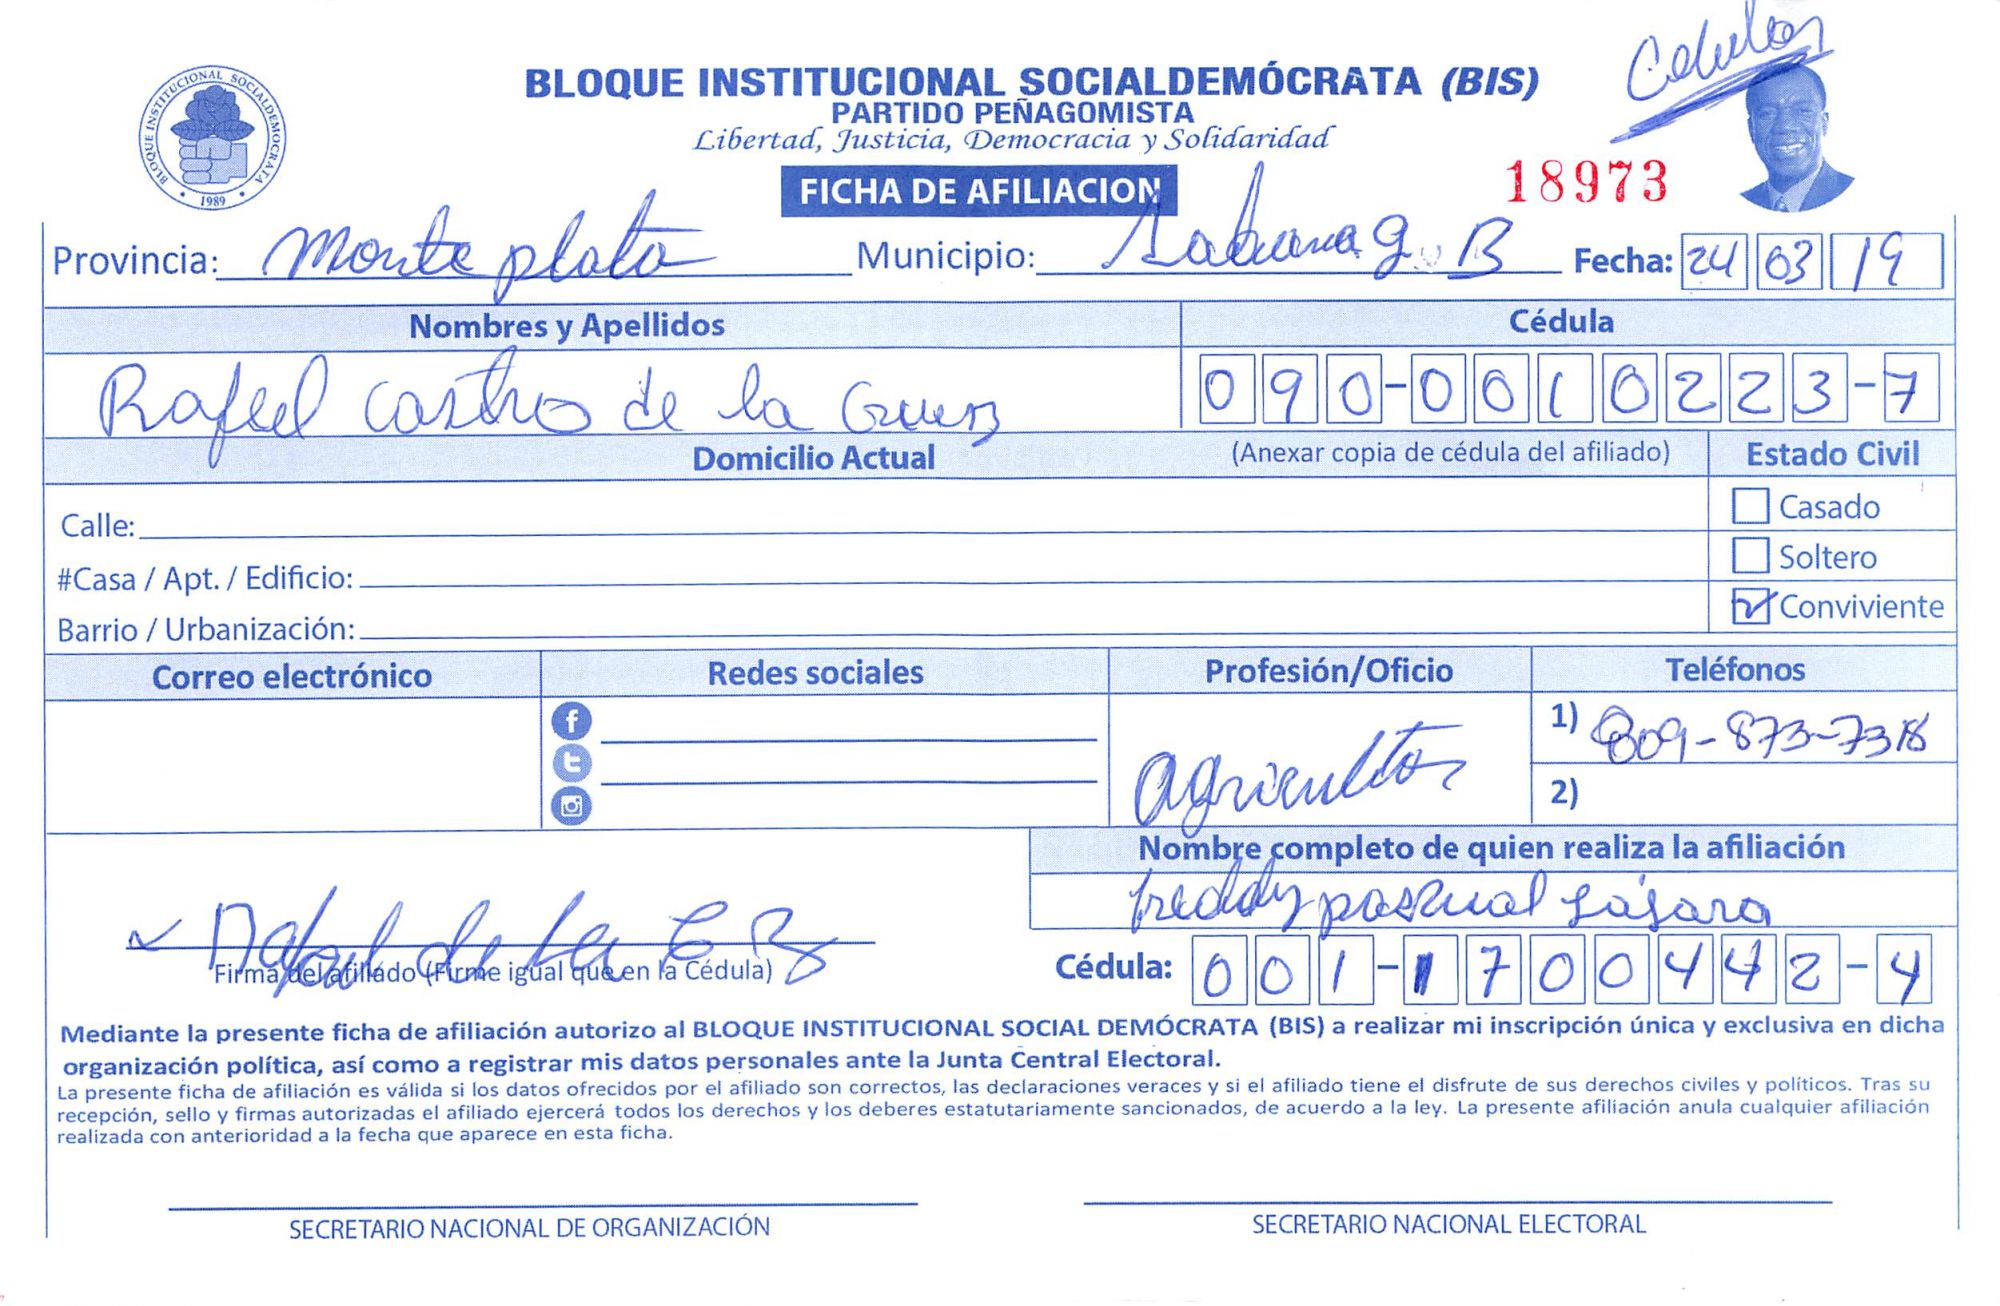 Celular
BLOQUE INSTITUCIONAL SOCIALDEMÓCRATA (BIS)
PARTIDO PEÑAGOMISTA
Libertad, Justicia, Democracia y Solidaridad
BLOQUE INSTITUCIONAL SOCIALDEMOCRATA
1989
FICHA DE AFILIACION
18973
Provincia: Monte plata Municipio: Sabana g. B Fecha: 24 03 19
Nombres y Apellidos Cédula
Rafael Castro de la Cruz 090-0010223-7
Domicilio Actual (Anexar copia de cédula del afiliado) Estado Civil
Casado
Calle:
Soltero
#Casa / Apt. / Edificio:
Conviviente
Barrio / Urbanización:
Correo electrónico Redes sociales Profesión/Oficio Teléfonos
agricultor
1) 809-873-7318
2)
Nombre completo de quien realiza la afiliación
freddy pascual
Rafael de la
Firma del afiliado (Firme igual que en la Cédula)
Cédula: 001-1700442-4
Mediante la presente ficha de afiliación autorizo al BLOQUE INSTITUCIONAL SOCIAL DEMÓCRATA (BIS) a realizar mi inscripción única y exclusiva en dicha
organización política, así como a registrar mis datos personales ante la Junta Central Electoral.
La presente ficha de afiliación es válida si los datos ofrecidos por el afiliado son correctos, las declaraciones veraces y si el afiliado tiene el disfrute de sus derechos civiles y políticos. Tras su
recepción, sello y firmas autorizadas el afiliado ejercerá todos los derechos y los deberes estatutariamente sancionados, de acuerdo a la ley. La presente afiliación anula cualquier afiliación
realizada con anterioridad a la fecha que aparece en esta ficha.
SECRETARIO NACIONAL DE ORGANIZACIÓN SECRETARIO NACIONAL ELECTORAL